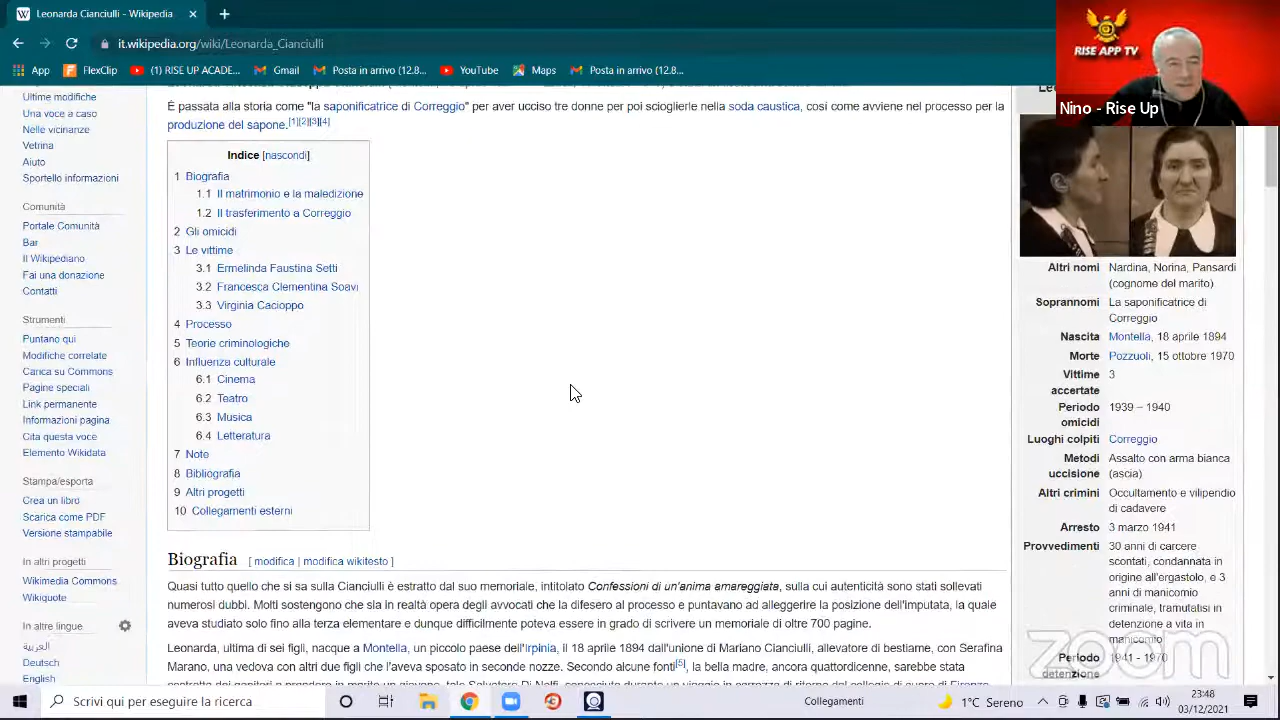 Leonarda Cianciulli - Wikipedia
it.wikipedia.org/wiki/Leonarda_Cianciulli
App
FlexClip
(1) RISE UP ACADE...
Gmail
Posta in arrivo (12.8...
YouTube
Maps
Posta in arrivo (12.8...
RISE APP TV
Nino - Rise Up
Ultime modifiche
Una voce a caso
Nelle vicinanze
Vetrina
Aiuto
Sportello informazioni
Comunità
Portale Comunità
Bar
Il Wikipediano
Fai una donazione
Contatti
Strumenti
Puntano qui
Modifiche correlate
Carica su Commons
Pagine speciali
Link permanente
Informazioni pagina
Cita questa voce
Elemento Wikidata
Stampa/esporta
Crea un libro
Scarica come PDF
Versione stampabile
In altri progetti
Wikimedia Commons
Wikiquote
In altre lingue
العربية
Deutsch
English
È passata alla storia come "la saponificatrice di Correggio" per aver ucciso tre donne per poi scioglierle nella soda caustica, così come avviene nel processo per la
produzione del sapone.[1][2][3][4]
Indice [nascondi]
1 Biografia
1.1 Il matrimonio e la maledizione
1.2 Il trasferimento a Correggio
2 Gli omicidi
3 Le vittime
3.1 Ermelinda Faustina Setti
3.2 Francesca Clementina Soavi
3.3 Virginia Cacioppo
4 Processo
5 Teorie criminologiche
6 Influenza culturale
6.1 Cinema
6.2 Teatro
6.3 Musica
6.4 Letteratura
7 Note
8 Bibliografia
9 Altri progetti
10 Collegamenti esterni
Biografia [ modifica | modifica wikitesto ]
Quasi tutto quello che si sa sulla Cianciulli è estratto dal suo memoriale, intitolato Confessioni di un'anima amareggiata, sulla cui autenticità sono stati sollevati
numerosi dubbi. Molti sostengono che sia in realtà opera degli avvocati che la difesero al processo e puntavano ad alleggerire la posizione dell'imputata, la quale
aveva studiato solo fino alla terza elementare e dunque difficilmente poteva essere in grado di scrivere un memoriale di oltre 700 pagine.
Leonarda, ultima di sei figli, nacque a Montella, un piccolo paese dell'Irpinia, il 18 aprile 1894 dall'unione di Mariano Cianciulli, allevatore di bestiame, con Serafina
Marano, una vedova con altri due figli che l'aveva sposato in seconde nozze. Secondo alcune fonti[5], la bella madre, ancora quattordicenne, sarebbe stata
Altri nomi Nardina, Norina, Pansardi
(cognome del marito)
Soprannomi La saponificatrice di
Correggio
Nascita Montella, 18 aprile 1894
Morte Pozzuoli, 15 ottobre 1970
Vittime 3
accertate
Periodo 1939 – 1940
omicidi
Luoghi colpiti Correggio
Metodi Assalto con arma bianca
uccisione (ascia)
Altri crimini Occultamento e vilipendio
di cadavere
Arresto 3 marzo 1941
Provvedimenti 30 anni di carcere
scontati, condannata in
origine all'ergastolo, e 3
anni di manicomio
criminale, tramutatisi in
detenzione a vita in
manicomio
Periodo 1941 - 1970
detenzione
zoom
Scrivi qui per eseguire la ricerca
Collegamenti
1°C Sereno
23:48
03/12/2021